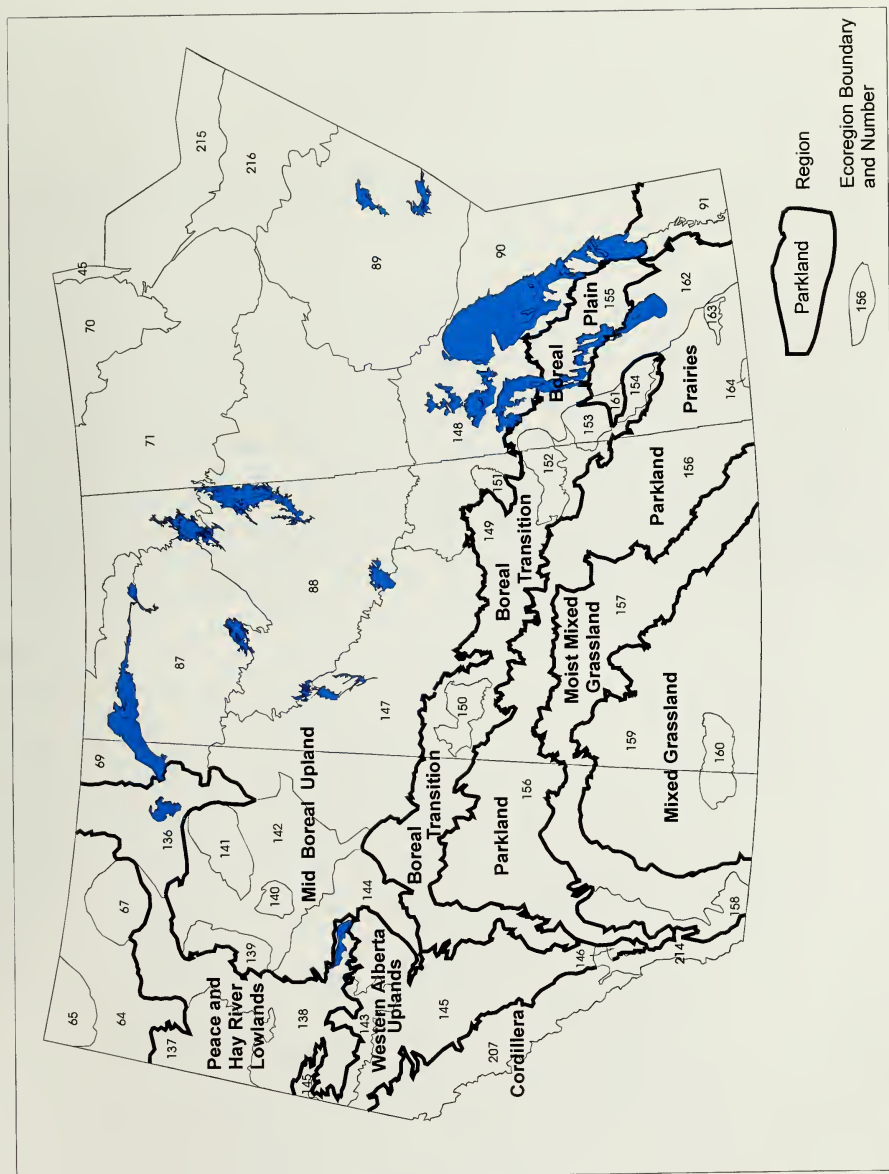 65
64
67
69
45
70
215
71
216
137
136
87
Peace and
Hay River
Lowlands
141
142
140
139
138
Mid Boreal Upland
88
89
145
143
Western Alberta
Uplands
144
147
148
90
145
Boreal
Transition
150
149
151
Boreal
Transition
152
153
Boreal
Plain
155
161
154
207
Cordillera
146
214
158
Parkland
156
Moist Mixed
Grassland
157
Parkland
156
Prairies
162
163
164
91
159
Mixed Grassland
160
Parkland
Region
156
Ecoregion Boundary
and Number